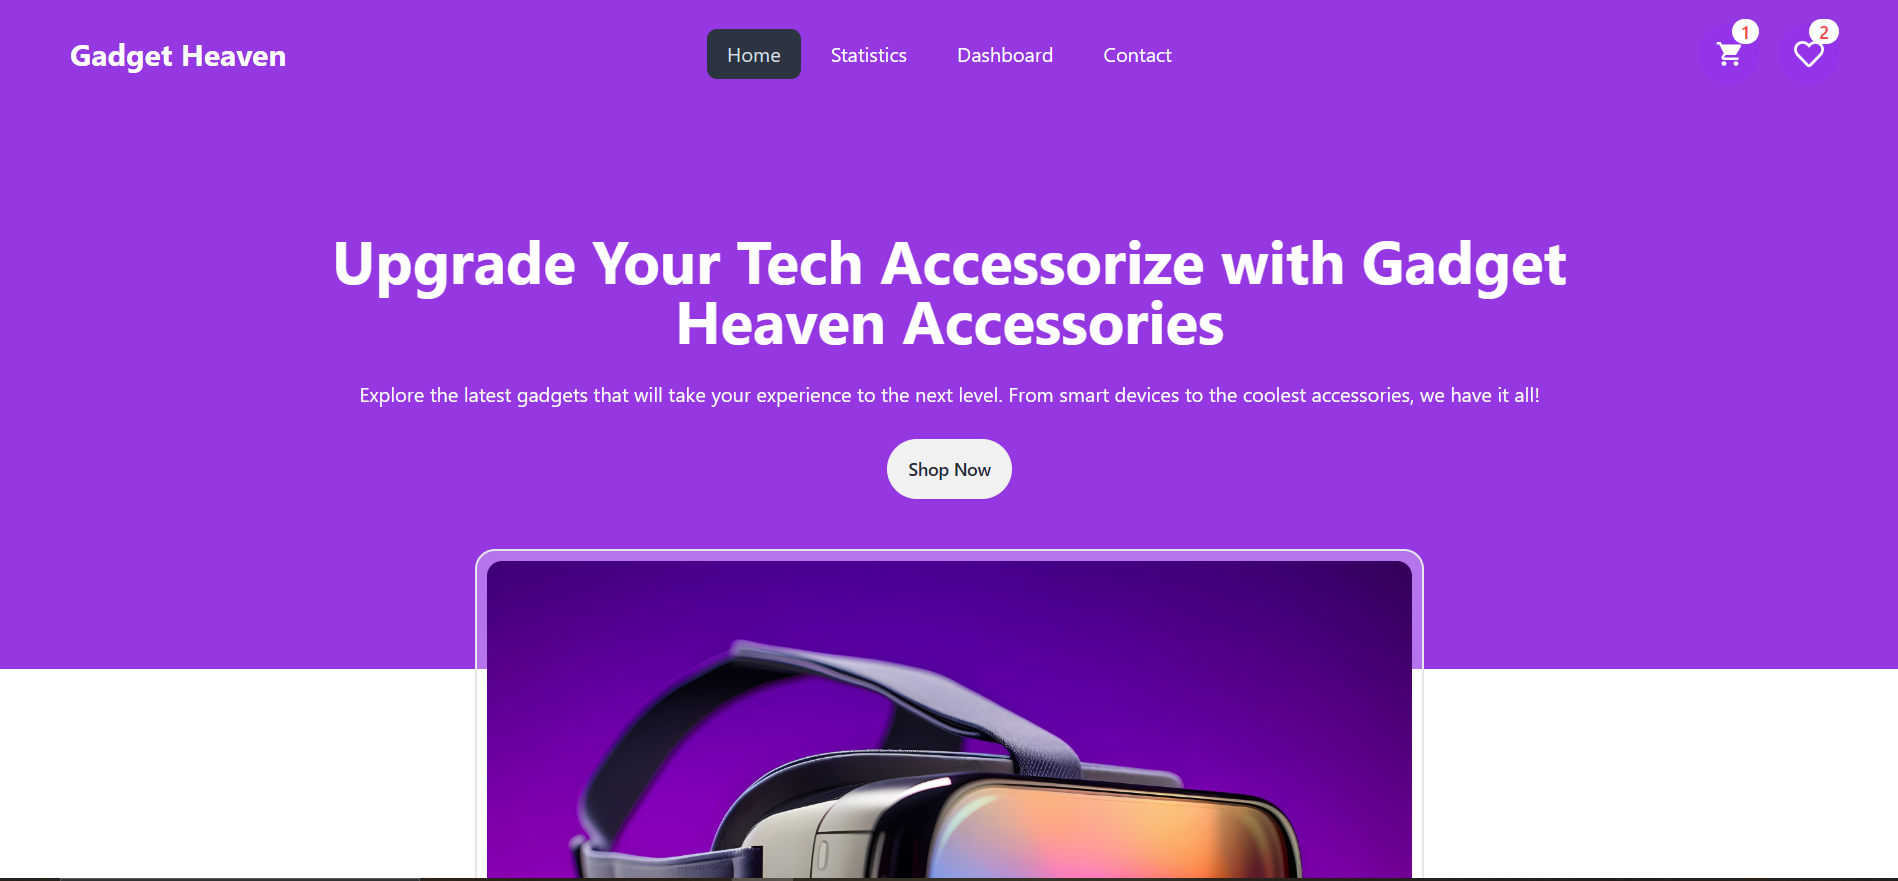 Gadget Heaven
Home
Statistics
Dashboard
Contact
1
2
Upgrade Your Tech Accessorize with Gadget
Heaven Accessories
Explore the latest gadgets that will take your experience to the next level. From smart devices to the coolest accessories, we have it all!
Shop Now